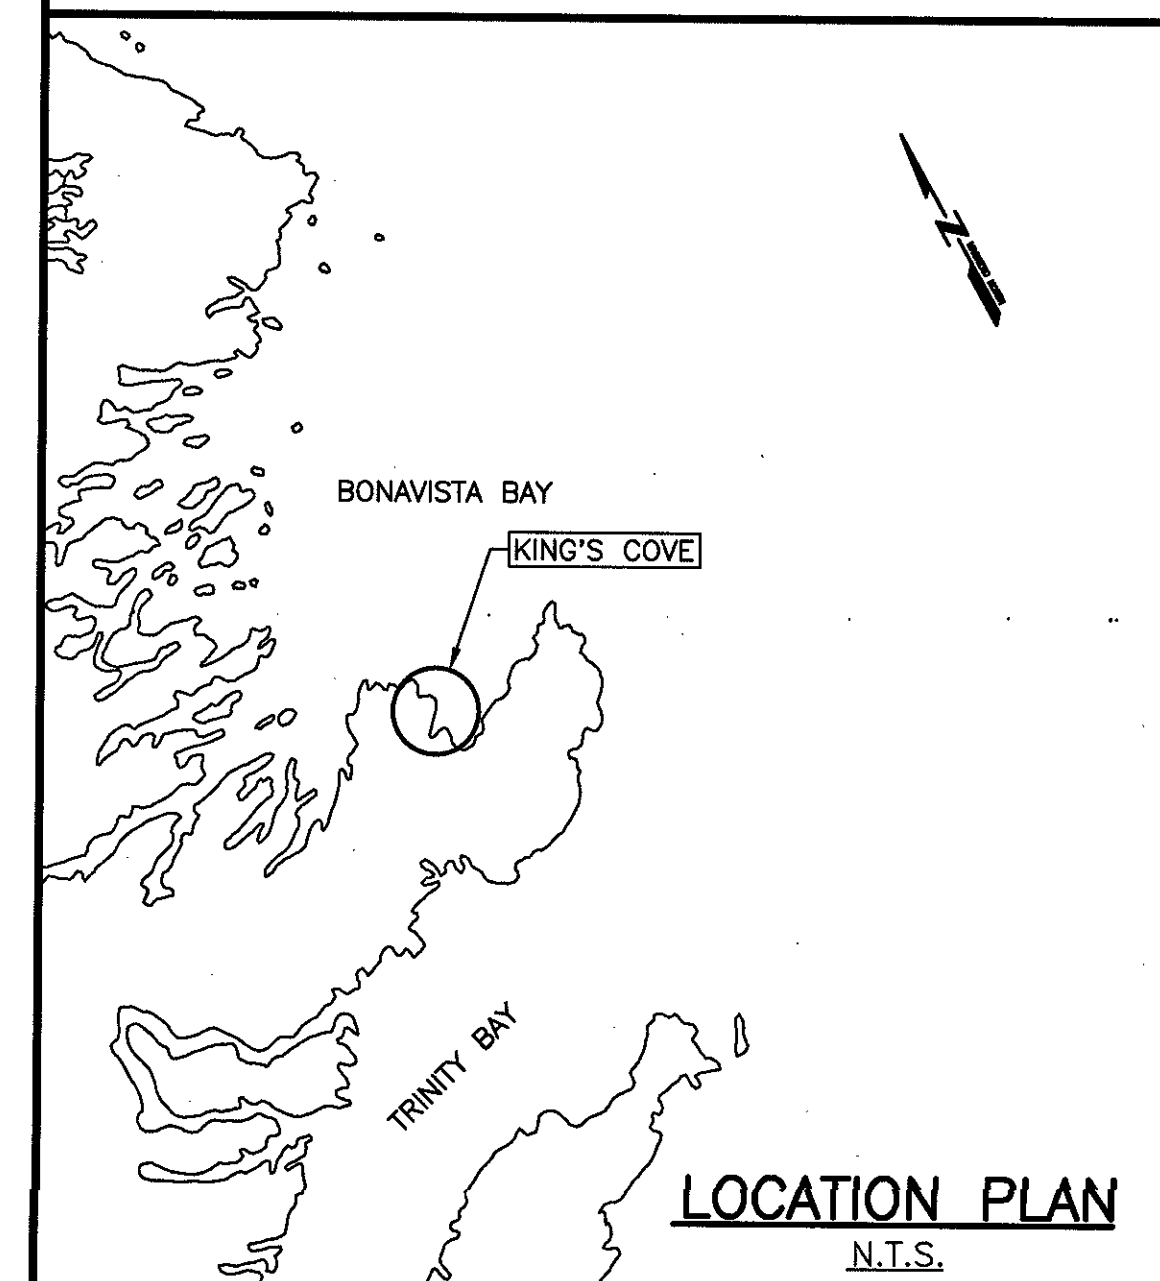 BONAVISTA BAY
KING'S COVE
TRINITY BAY
LOCATION PLAN
N.T.S.